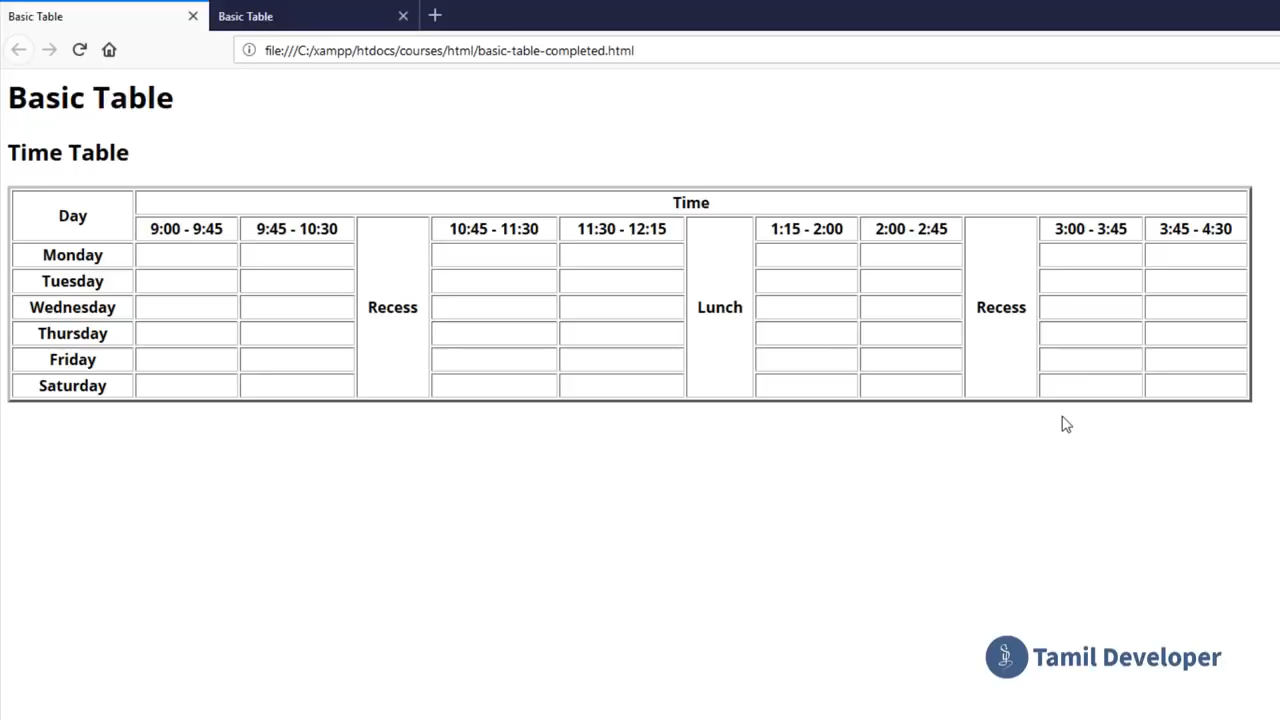 Basic Table
Basic Table
file:///C:/xampp/htdocs/courses/html/basic-table-completed.html
Basic Table
Time Table
Day Time
9:00 - 9:45 9:45 - 10:30 10:45 - 11:30 11:30 - 12:15 1:15 - 2:00 2:00 - 2:45 3:00 - 3:45 3:45 - 4:30
Monday
Tuesday
Wednesday Recess Lunch Recess
Thursday
Friday
Saturday
Tamil Developer